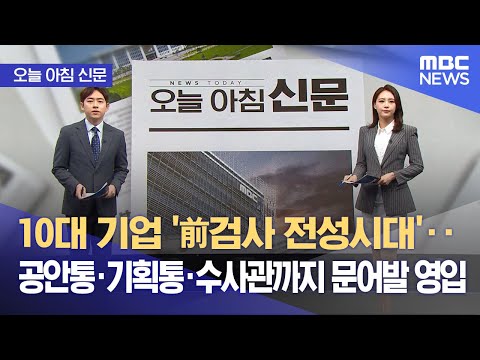 오늘 아침 신문
MBC
NEWS
NEWS TODAY
오늘 아침 신문
MBC
10대 기업 '前검사 전성시대'‥
공안통·기획통·수사관까지 문어발 영입